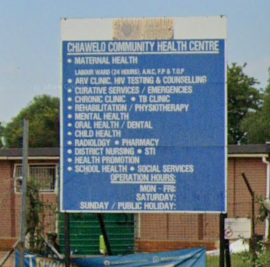 CHIAWELO COMMUNITY HEALTH CENTRE
• MATERNAL HEALTH
LABOUR WARD (24 HOURS), A.N.C, F.P & T.O.P
• ARV CLINIC, HIV TESTING & COUNSELLING
• CURATIVE SERVICES / EMERGENCIES
• CHRONIC CLINIC • TB CLINIC
• REHABILITATION / PHYSIOTHERAPY
• MENTAL HEALTH
• ORAL HEALTH / DENTAL
• CHILD HEALTH
• RADIOLOGY • PHARMACY
• DISTRICT NURSING • STI
• HEALTH PROMOTION
• SCHOOL HEALTH • SOCIAL SERVICES
OPERATION HOURS:
MON - FRI:
SATURDAY:
SUNDAY / PUBLIC HOLIDAY: